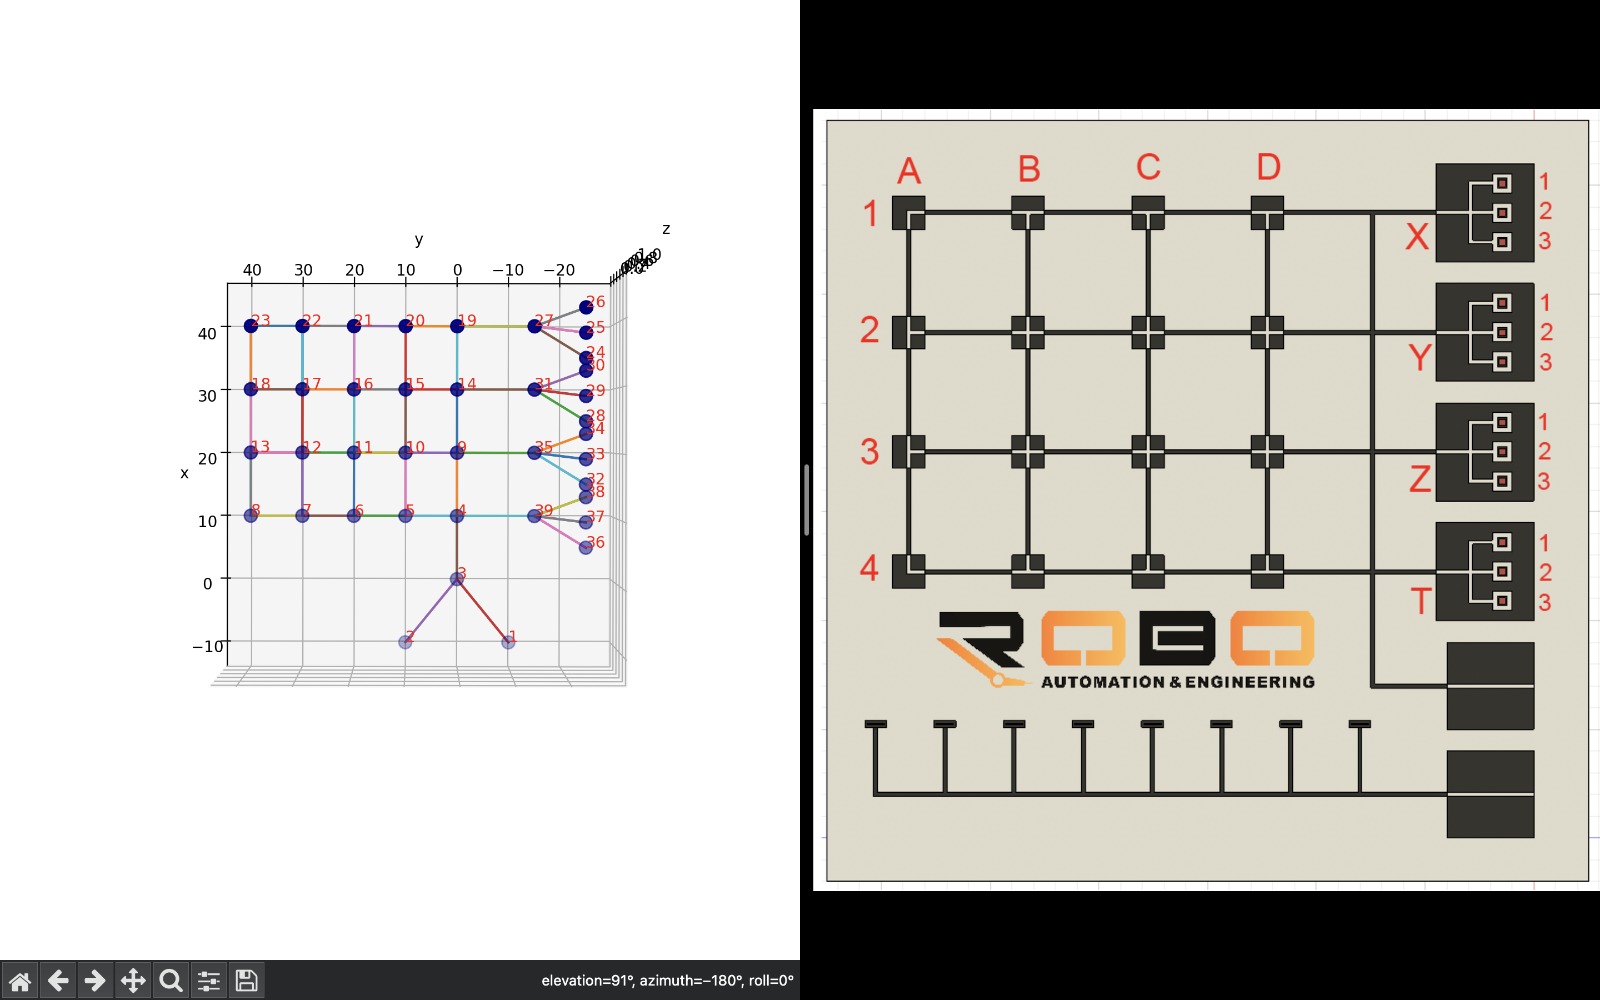 z
y
40 30 20 10 0 −10 −20
26
23 22 21 20 19 27
25
40
24
30
18 17 16 15 14 31 29
30
28
34
13 12 11 10 9 35 33
20
x
32
38
8 7 6 5 4 39 37
10
36
3
0
2 1
−10
elevation=91°, azimuth=−180°, roll=0°
A B C D
1
2
3
4
X
1
2
3
Y
1
2
3
Z
1
2
3
T
1
2
3
ROBO
AUTOMATION & ENGINEERING